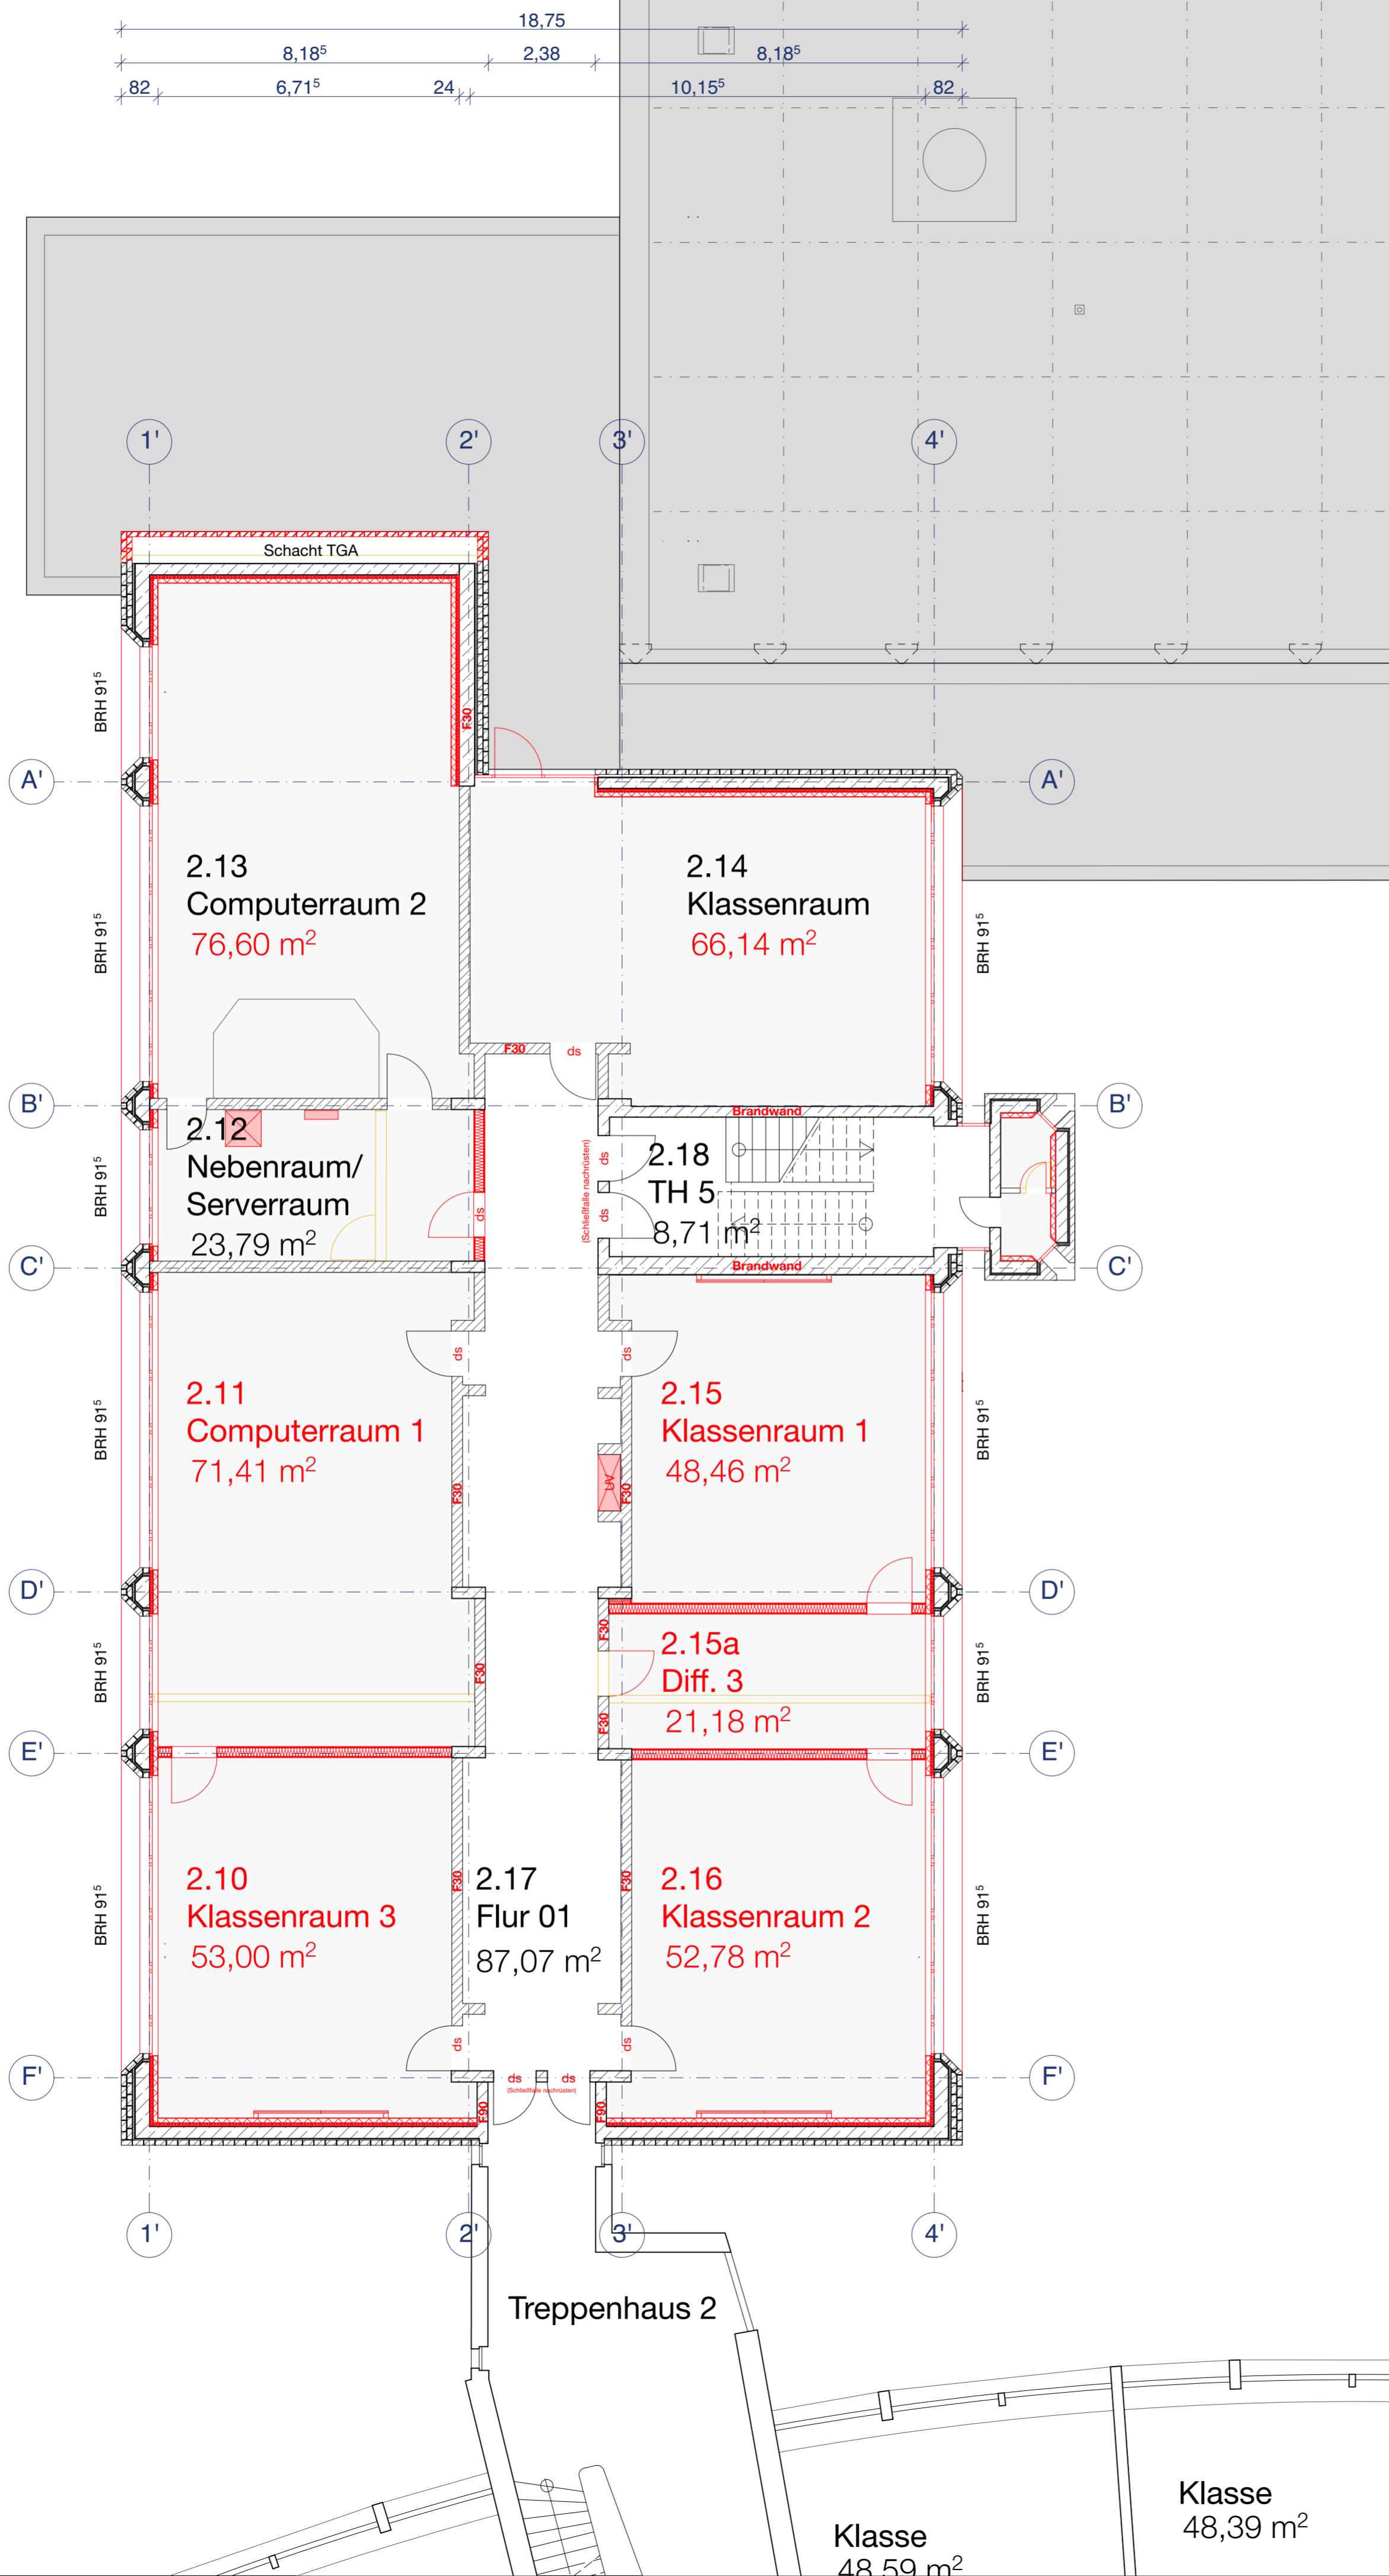 18,75
8,18⁵ 2,38 8,18⁵
82 6,71⁵ 24 10,15⁵ 82
1' 2' 3' 4'
Schacht TGA
BRH 91⁵
F30
A' A'
2.13
Computerraum 2
76,60 m²
2.14
Klassenraum
66,14 m²
BRH 91⁵
BRH 91⁵
F30 ds
B' B'
Brandwand
2.12
Nebenraum/
Serverraum
23,79 m²
BRH 91⁵
ds
(Schließfalle nachrüsten)
ds
ds
2.18
TH 5
8,71 m²
C' C'
Brandwand
ds ds
2.11
Computerraum 1
71,41 m²
2.15
Klassenraum 1
48,46 m²
BRH 91⁵
BRH 91⁵
F30
UV
F30
D' D'
F30
2.15a
Diff. 3
21,18 m²
BRH 91⁵
BRH 91⁵
F30
F30
E' E'
2.10
Klassenraum 3
53,00 m²
F30
2.17
Flur 01
87,07 m²
F30
2.16
Klassenraum 2
52,78 m²
BRH 91⁵
BRH 91⁵
ds ds
F' F'
ds ds
(Schließfalle nachrüsten)
F90 F90
1' 2' 3' 4'
Treppenhaus 2
Klasse
48,39 m²
Klasse
48,59 m²